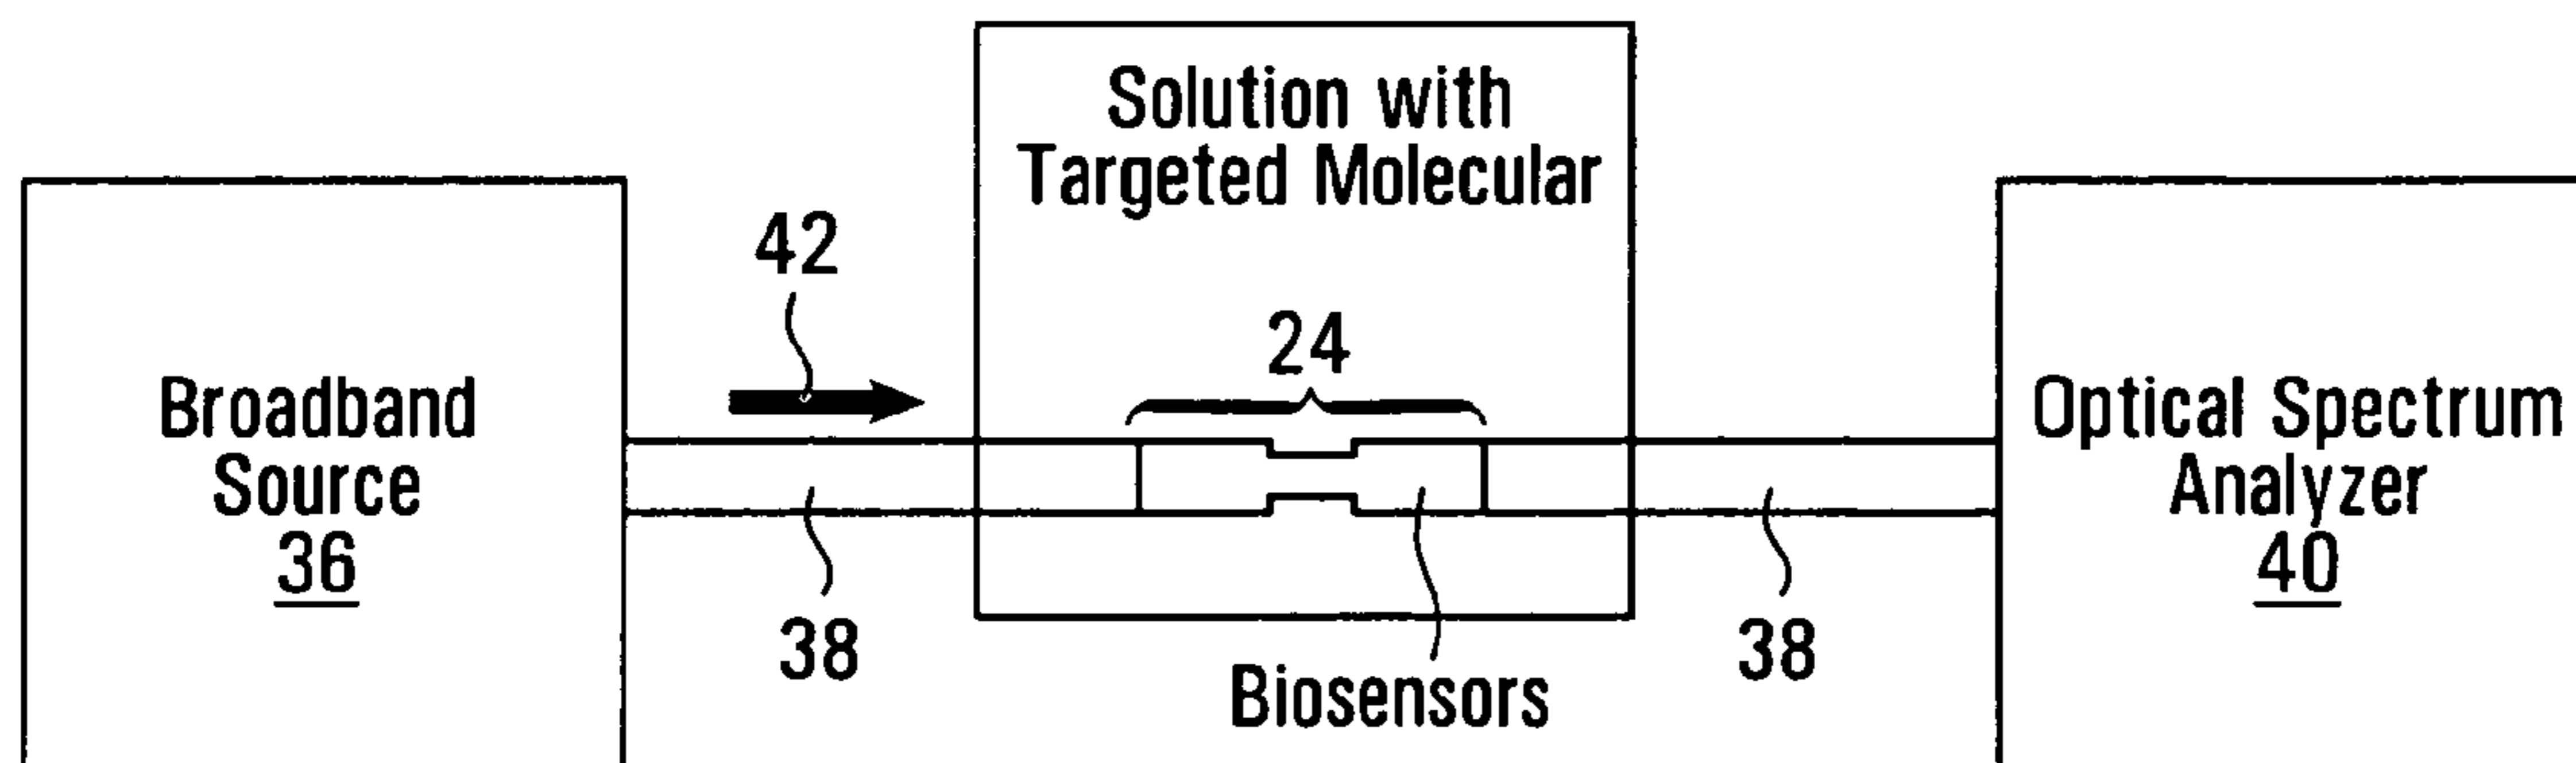 Solution with
Targeted Molecular
42
24
Broadband
Source
36
Optical Spectrum
Analyzer
40
38
38
Biosensors